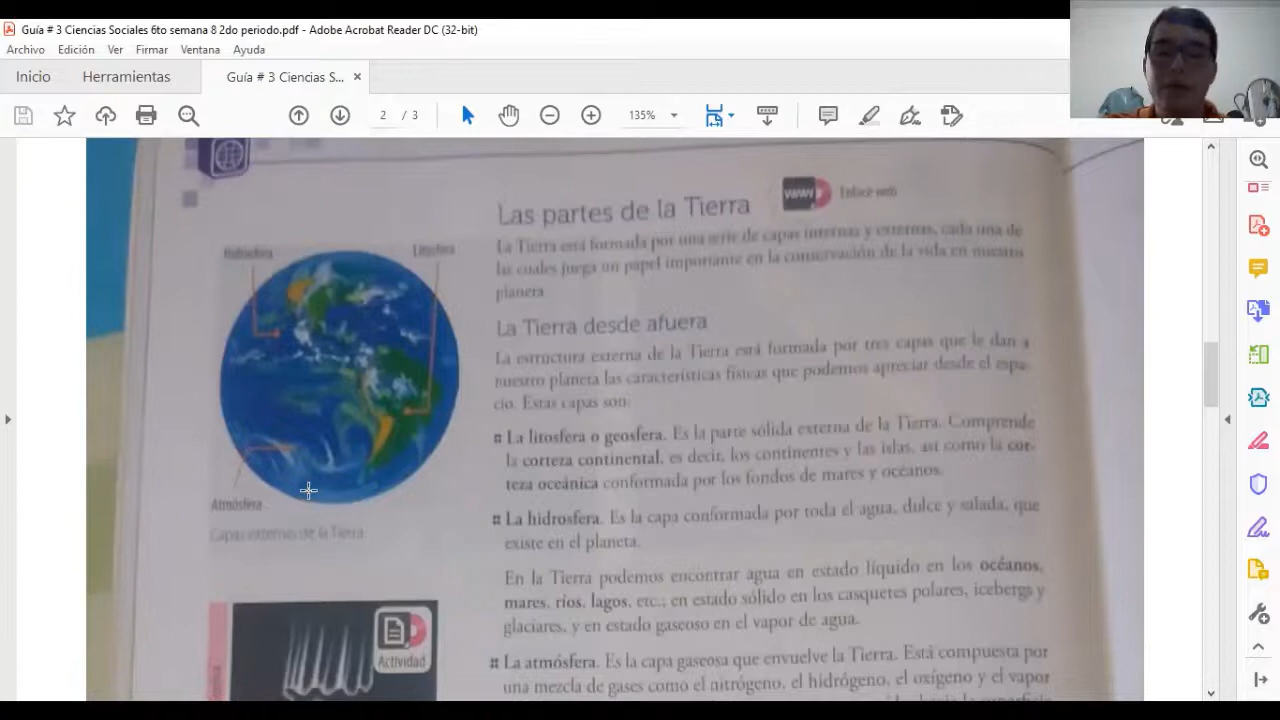 Guía # 3 Ciencias Sociales 6to semana 8 2do periodo.pdf - Adobe Acrobat Reader DC (32-bit)
Archivo Edición Ver Firmar Ventana Ayuda
Inicio Herramientas Guía # 3 Ciencias S... ×
2 / 3 135%
WWW Enlace web
Las partes de la Tierra
La Tierra está formada por una serie de capas internas y externas, cada una de
las cuales juega un papel importante en la conservación de la vida en nuestro
planeta
Hidrósfera Litosfera
La Tierra desde afuera
La estructura externa de la Tierra está formada por tres capas que le dan a
nuestro planeta las características físicas que podemos apreciar desde el espa-
cio. Estas capas son:
La litosfera o geosfera. Es la parte sólida externa de la Tierra. Comprende
la corteza continental, es decir, los continentes y las islas, así como la cor-
teza oceánica conformada por los fondos de mares y océanos.
Atmósfera
Capas externas de la Tierra.
La hidrosfera. Es la capa conformada por toda el agua, dulce y salada, que
existe en el planeta.
En la Tierra podemos encontrar agua en estado líquido en los océanos,
mares, ríos, lagos, etc.; en estado sólido en los casquetes polares, icebergs y
glaciares, y en estado gaseoso en el vapor de agua.
Actividad
La atmósfera. Es la capa gaseosa que envuelve la Tierra. Está compuesta por
una mezcla de gases como el nitrógeno, el hidrógeno, el oxígeno y el vapor